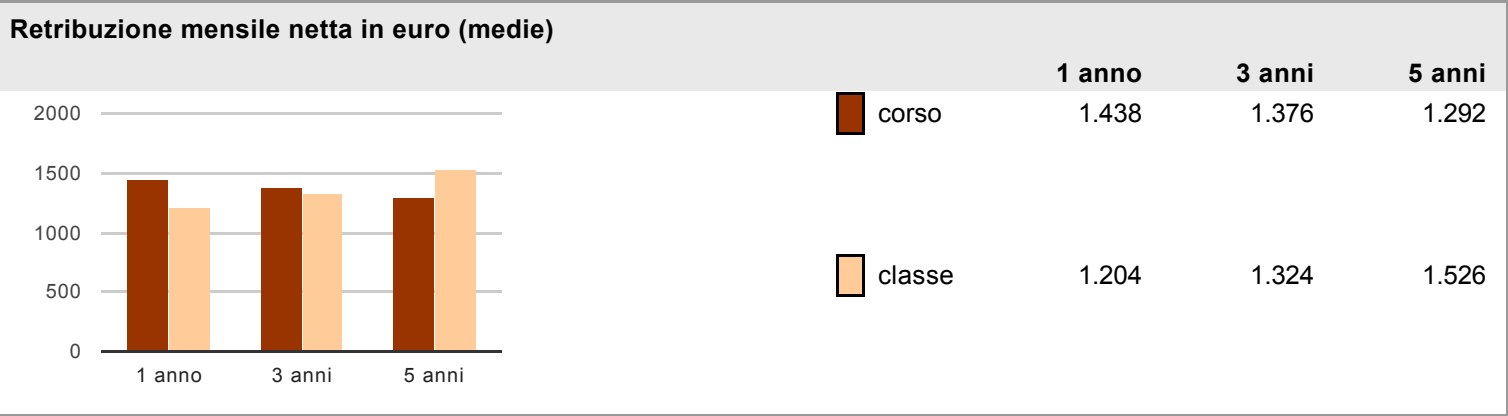 Retribuzione mensile netta in euro (medie)
1 anno 3 anni 5 anni
corso 1.438 1.376 1.292
classe 1.204 1.324 1.526
2000
1500
1000
500
0
1 anno 3 anni 5 anni